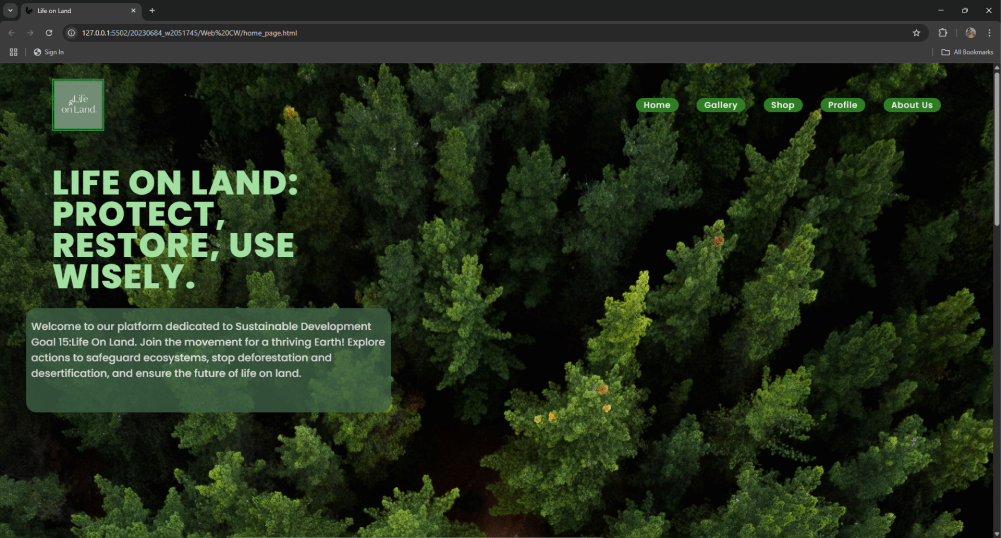 Life on Land
127.0.0.1:5502/20230684_w2051745/Web%20CW/home_page.html
Sign In
All Bookmarks
Life
on Land
Home
Gallery
Shop
Profile
About Us
LIFE ON LAND:
PROTECT,
RESTORE, USE
WISELY.
Welcome to our platform dedicated to Sustainable Development
Goal 15:Life On Land. Join the movement for a thriving Earth! Explore
actions to safeguard ecosystems, stop deforestation and
desertification, and ensure the future of life on land.